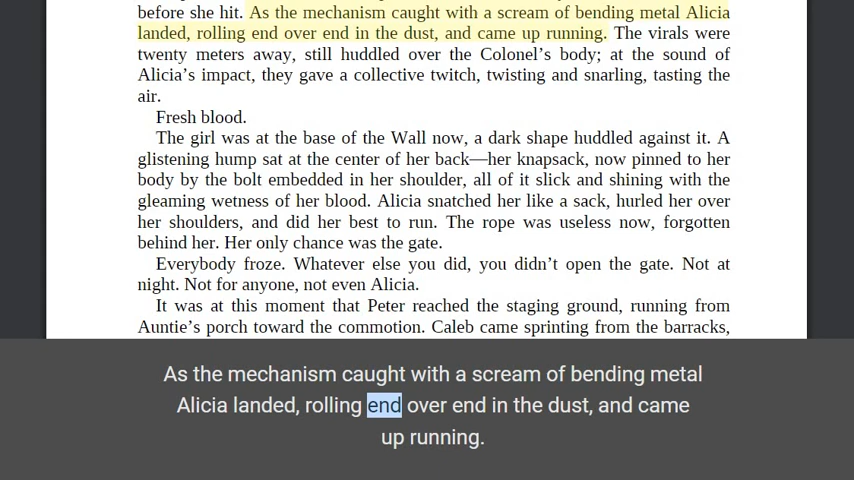 before she hit. As the mechanism caught with a scream of bending metal Alicia
landed, rolling end over end in the dust, and came up running. The virals were
twenty meters away, still huddled over the Colonel’s body; at the sound of
Alicia’s impact, they gave a collective twitch, twisting and snarling, tasting the
air.
Fresh blood.
The girl was at the base of the Wall now, a dark shape huddled against it. A
glistening hump sat at the center of her back—her knapsack, now pinned to her
body by the bolt embedded in her shoulder, all of it slick and shining with the
gleaming wetness of her blood. Alicia snatched her like a sack, hurled her over
her shoulders, and did her best to run. The rope was useless now, forgotten
behind her. Her only chance was the gate.
Everybody froze. Whatever else you did, you didn’t open the gate. Not at
night. Not for anyone, not even Alicia.
It was at this moment that Peter reached the staging ground, running from
Auntie’s porch toward the commotion. Caleb came sprinting from the barracks,
As the mechanism caught with a scream of bending metal
Alicia landed, rolling end over end in the dust, and came
up running.